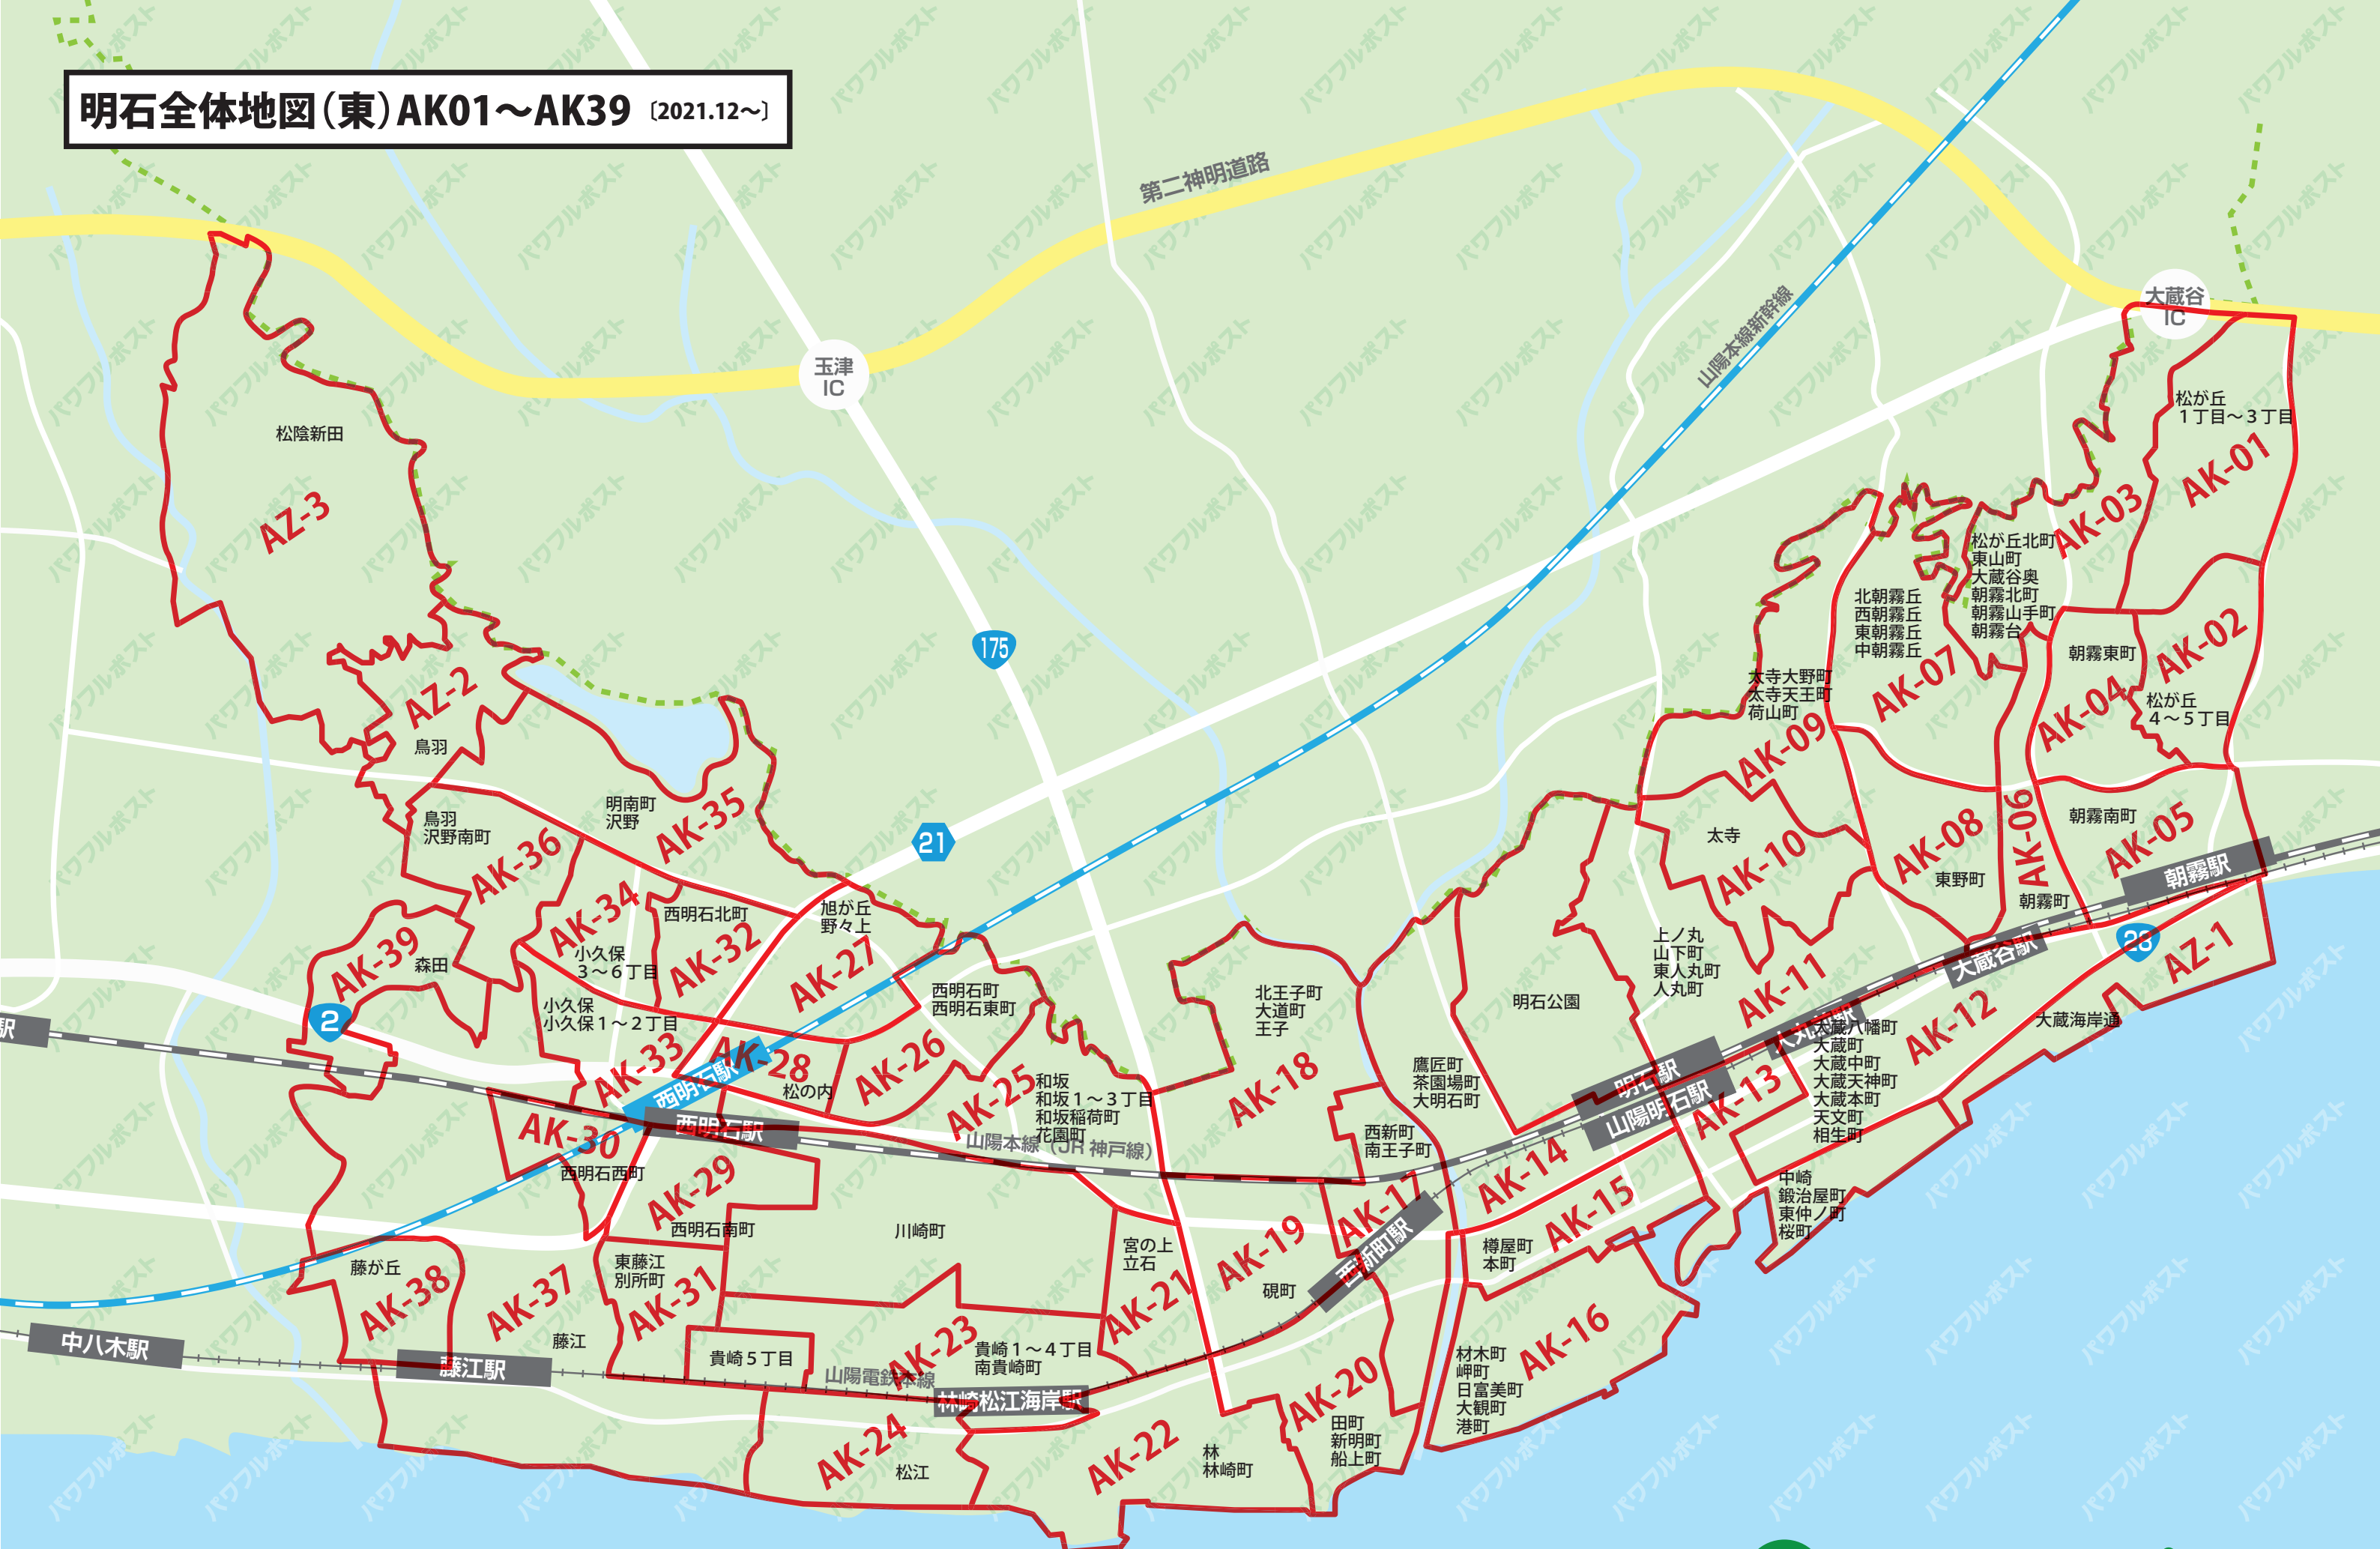 明石全体地図（東）AK01～AK39〔2021.12～〕
第二神明道路
山陽本線新幹線
大蔵谷
IC
玉津
IC
松が丘
１丁目～３丁目
AK-01
松陰新田
AZ-3
AK-03
松が丘北町
東山町
大蔵谷奥
朝霧北町
朝霧山手町
朝霧台
北朝霧丘
西朝霧丘
東朝霧丘
中朝霧丘
AK-07
朝霧東町
AK-02
AK-04
松が丘
４～５丁目
175
太寺大野町
太寺天王町
荷山町
AK-09
AZ-2
鳥羽
明南町
沢野
AK-35
鳥羽
沢野南町
AK-36
21
太寺
AK-10
AK-08
東野町
AK-06
朝霧町
朝霧南町
AK-05
朝霧駅
AK-34
小久保
３～６丁目
西明石北町
AK-32
旭が丘
野々上
AK-27
AK-39
森田
2
小久保
小久保１～２丁目
AK-33
西明石町
西明石東町
北王子町
大道町
王子
AK-18
明石公園
上ノ丸
山下町
東人丸町
人丸町
AK-11
大蔵谷駅
28
AZ-1
大蔵海岸通
AK-12
大蔵八幡町
大蔵町
大蔵中町
大蔵天神町
大蔵本町
天文町
相生町
AK-13
駅
西明石駅
AK-28
松の内
AK-26
AK-25
和坂
和坂１～３丁目
和坂稲荷町
花園町
鷹匠町
茶園場町
大明石町
明石駅
山陽明石駅
西明石駅
山陽本線（JR 神戸線）
西新町
南王子町
AK-30
西明石西町
AK-29
西明石南町
AK-14
AK-15
AK-17
西新町駅
中崎
鍛治屋町
東仲ノ町
桜町
川崎町
宮の上
立石
AK-19
硯町
樽屋町
本町
藤が丘
AK-38
AK-37
藤江
東藤江
別所町
AK-31
AK-21
AK-23
貴崎１～４丁目
南貴崎町
貴崎５丁目
山陽電鉄本線
中八木駅
藤江駅
林崎松江海岸駅
AK-16
材木町
岬町
日富美町
大観町
港町
AK-20
田町
新明町
船上町
AK-24
松江
AK-22
林
林崎町